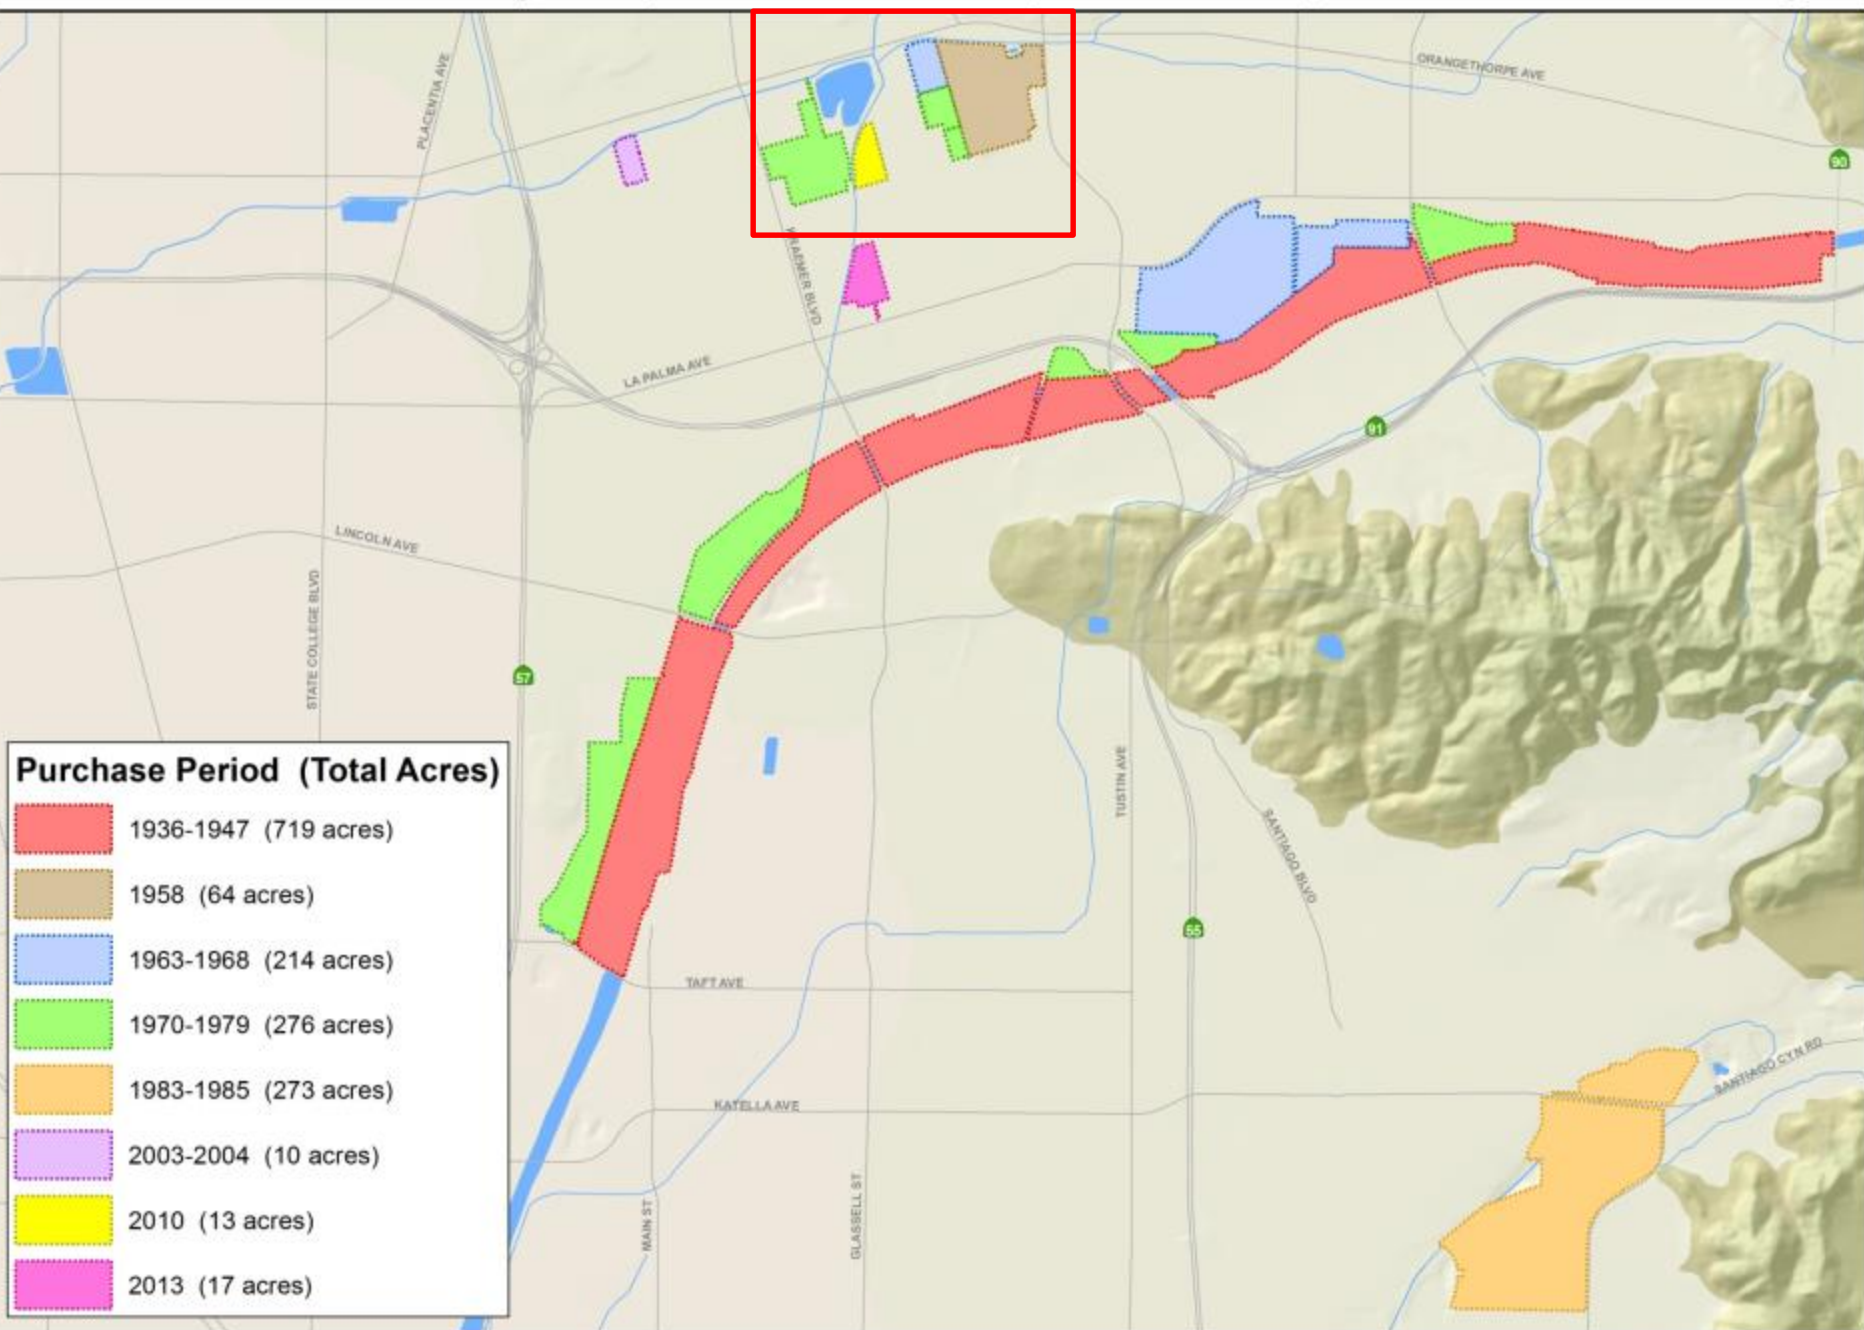 PLACENTIA AVE
ORANGETHORPE AVE
90
KRAEMER BLVD
LA PALMA AVE
91
LINCOLN AVE
STATE COLLEGE BLVD
57
TUSTIN AVE
SANTIAGO BLVD
55
TAFT AVE
SANTIAGO CYN RD
KATELLA AVE
MAIN ST
GLASSELL ST
Purchase Period (Total Acres)
1936-1947 (719 acres)
1958 (64 acres)
1963-1968 (214 acres)
1970-1979 (276 acres)
1983-1985 (273 acres)
2003-2004 (10 acres)
2010 (13 acres)
2013 (17 acres)